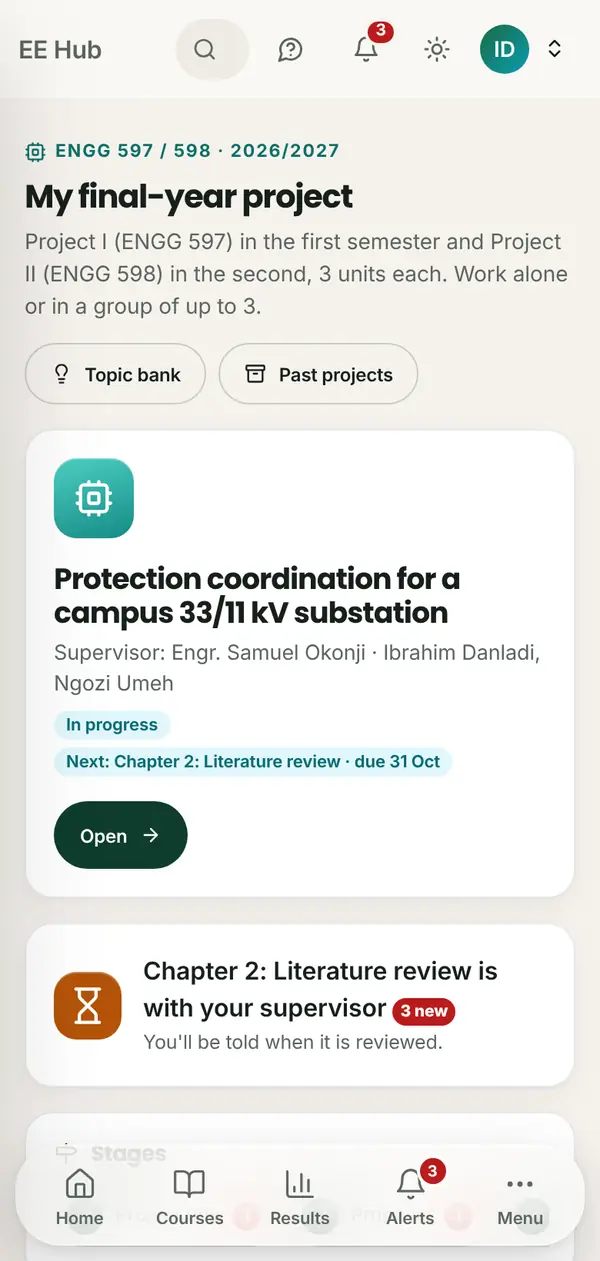 EE Hub
3
ID
ENGG 597 / 598 · 2026/2027
My final-year project
Project I (ENGG 597) in the first semester and Project
II (ENGG 598) in the second, 3 units each. Work alone
or in a group of up to 3.
Topic bank
Past projects
Protection coordination for a
campus 33/11 kV substation
Supervisor: Engr. Samuel Okonji · Ibrahim Danladi,
Ngozi Umeh
In progress
Next: Chapter 2: Literature review · due 31 Oct
Open
Chapter 2: Literature review is
with your supervisor 3 new
You'll be told when it is reviewed.
Stages
3
Home
Courses
Results
Alerts
Menu